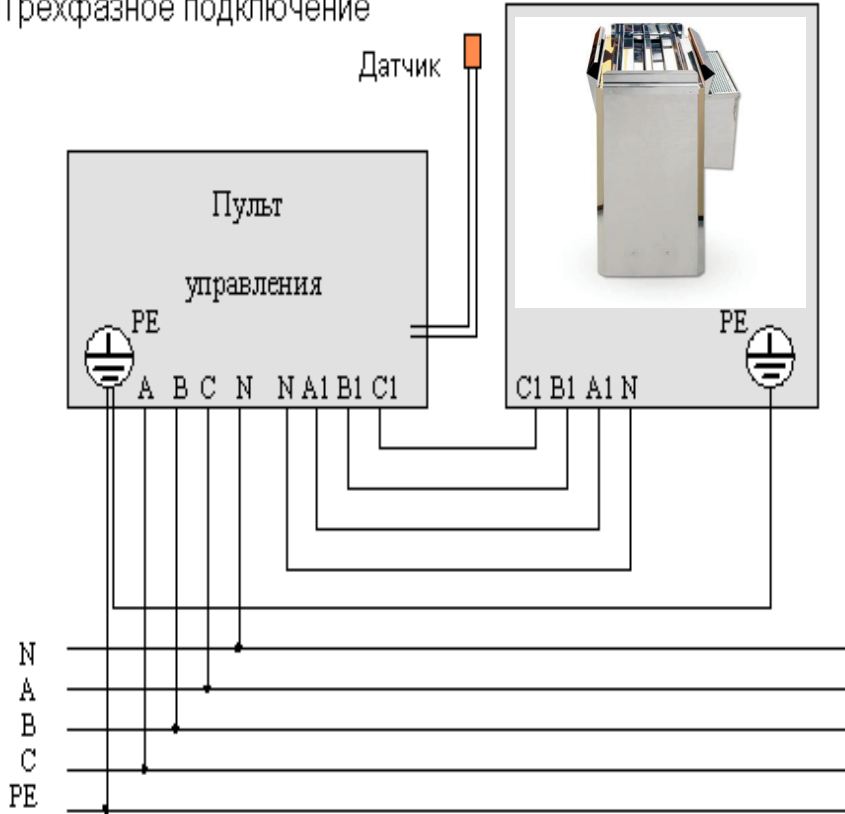 Трехфазное подключение
Датчик
Пульт
управления
PE
PE
A B C N N A1 B1 C1
C1 B1 A1 N
N
A
B
C
PE